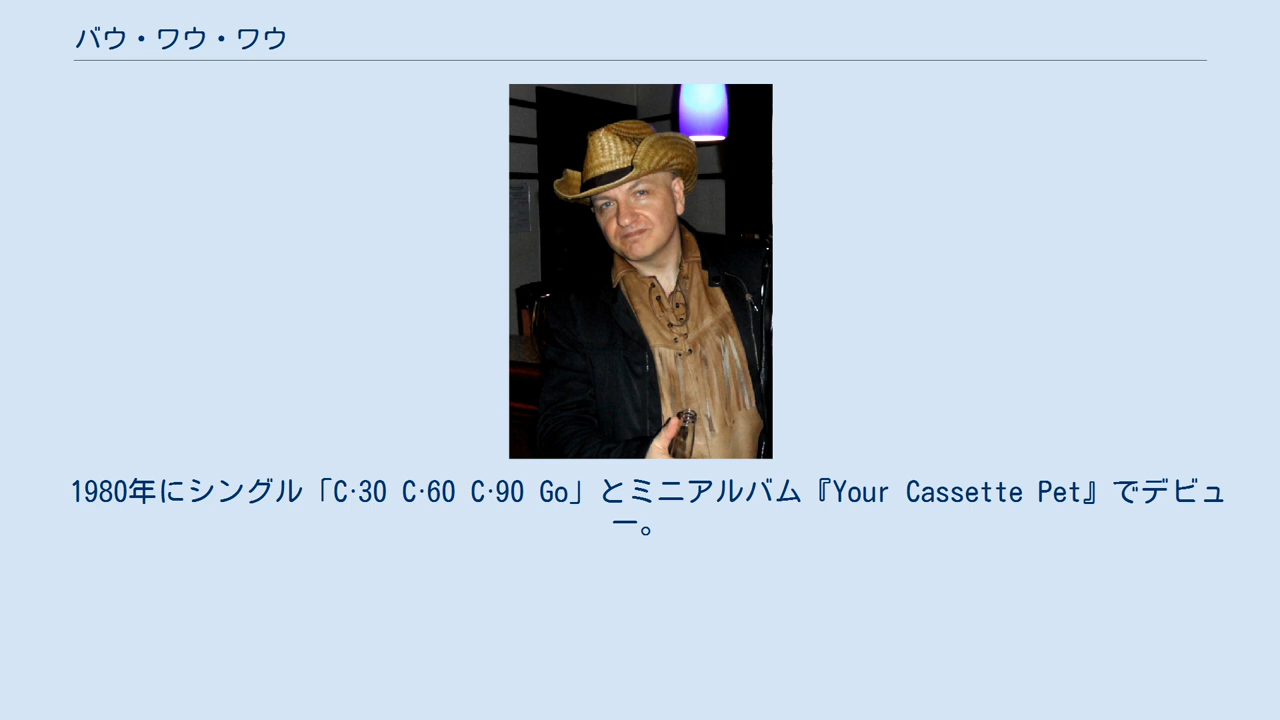 バウ・ワウ・ワウ
1980年にシングル「C·30 C·60 C·90 Go」とミニアルバム『Your Cassette Pet』でデビュ
ー。